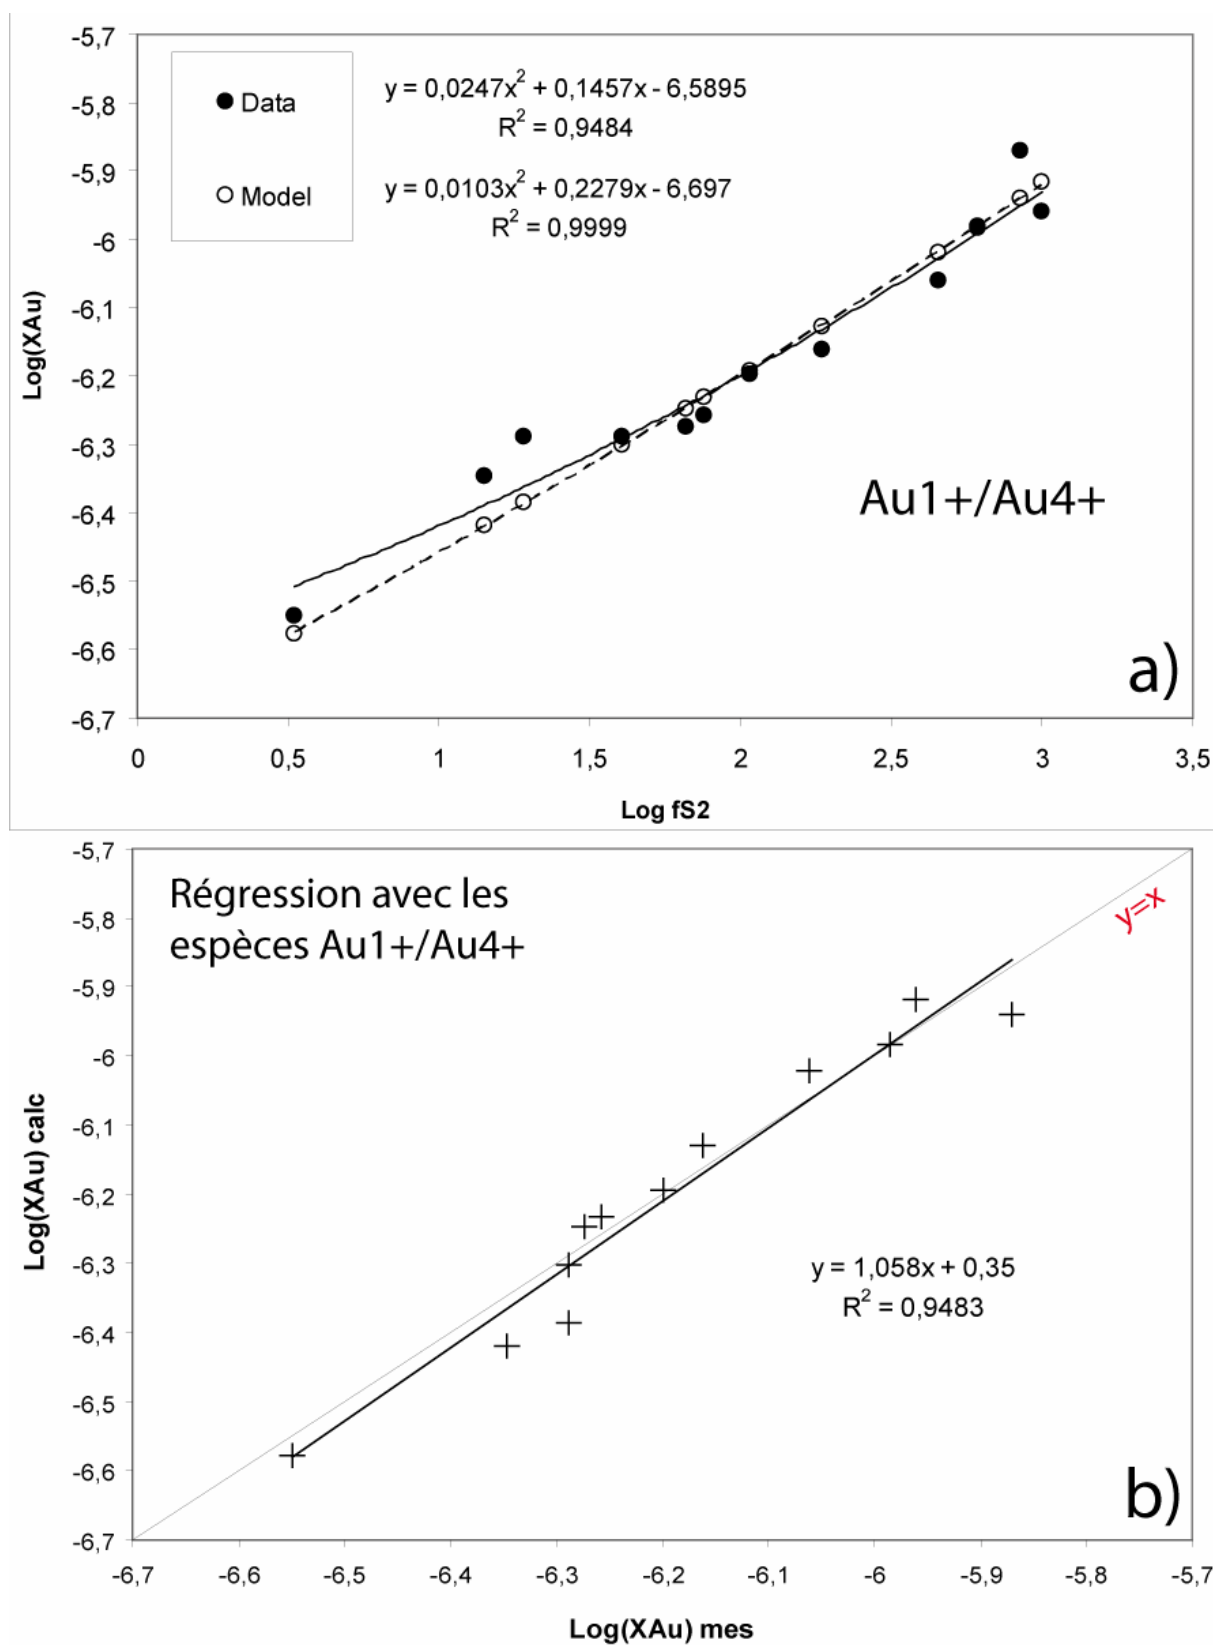 -5,7
-5,8
-5,9
-6
-6,1
-6,2
-6,3
-6,4
-6,5
-6,6
-6,7
Log(XAu)
Data
Model
y = 0,0247x² + 0,1457x - 6,5895
R² = 0,9484
y = 0,0103x² + 0,2279x - 6,697
R² = 0,9999
Au1+/Au4+
a)
0 0,5 1 1,5 2 2,5 3 3,5
Log fS2
-5,7
-5,8
-5,9
-6
-6,1
-6,2
-6,3
-6,4
-6,5
-6,6
-6,7
Log(XAu) calc
Régression avec les
espèces Au1+/Au4+
y=x
y = 1,058x + 0,35
R² = 0,9483
b)
-6,7 -6,6 -6,5 -6,4 -6,3 -6,2 -6,1 -6 -5,9 -5,8 -5,7
Log(XAu) mes